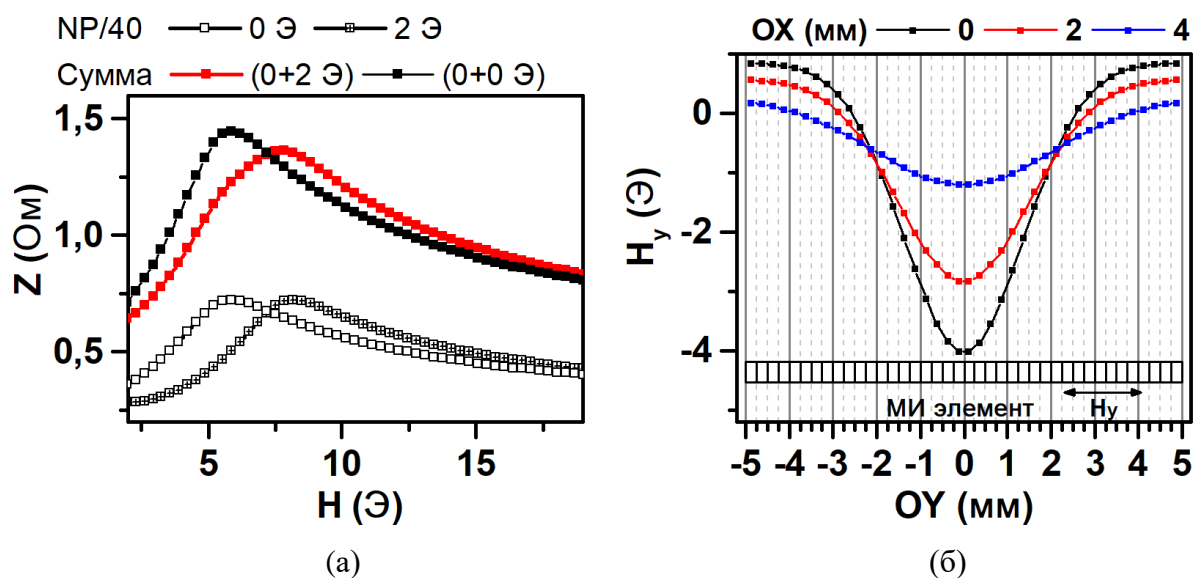 NP/40 0 Э 2 Э
Сумма (0+2 Э) (0+0 Э)
1,5
1,0
0,5
Z (Ом)
5 10 15
H (Э)
(а)
OX (мм) 0 2 4
0
-2
-4
Hy (Э)
МИ элемент Hy
-5 -4 -3 -2 -1 0 1 2 3 4 5
OY (мм)
(б)